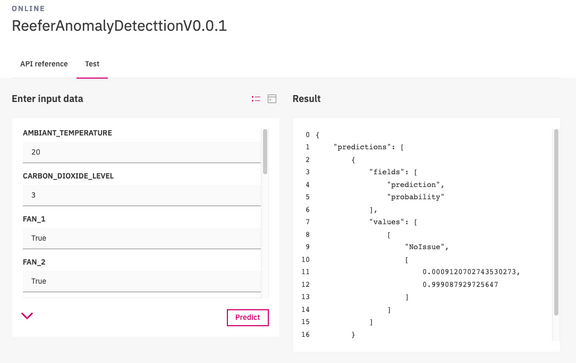 ONLINE
ReeferAnomalyDetecttionV0.0.1
API reference Test
Enter input data
AMBIANT_TEMPERATURE
20
CARBON_DIOXIDE_LEVEL
3
FAN_1
True
FAN_2
True
Predict
Result
0 {
1 "predictions": [
2 {
3 "fields": [
4 "prediction",
5 "probability"
6 ],
7 "values": [
8 [
9 "NoIssue",
10 [
11 0.0009120702743530273,
12 0.999087929725647
13 ]
14 ]
15 ]
16 }